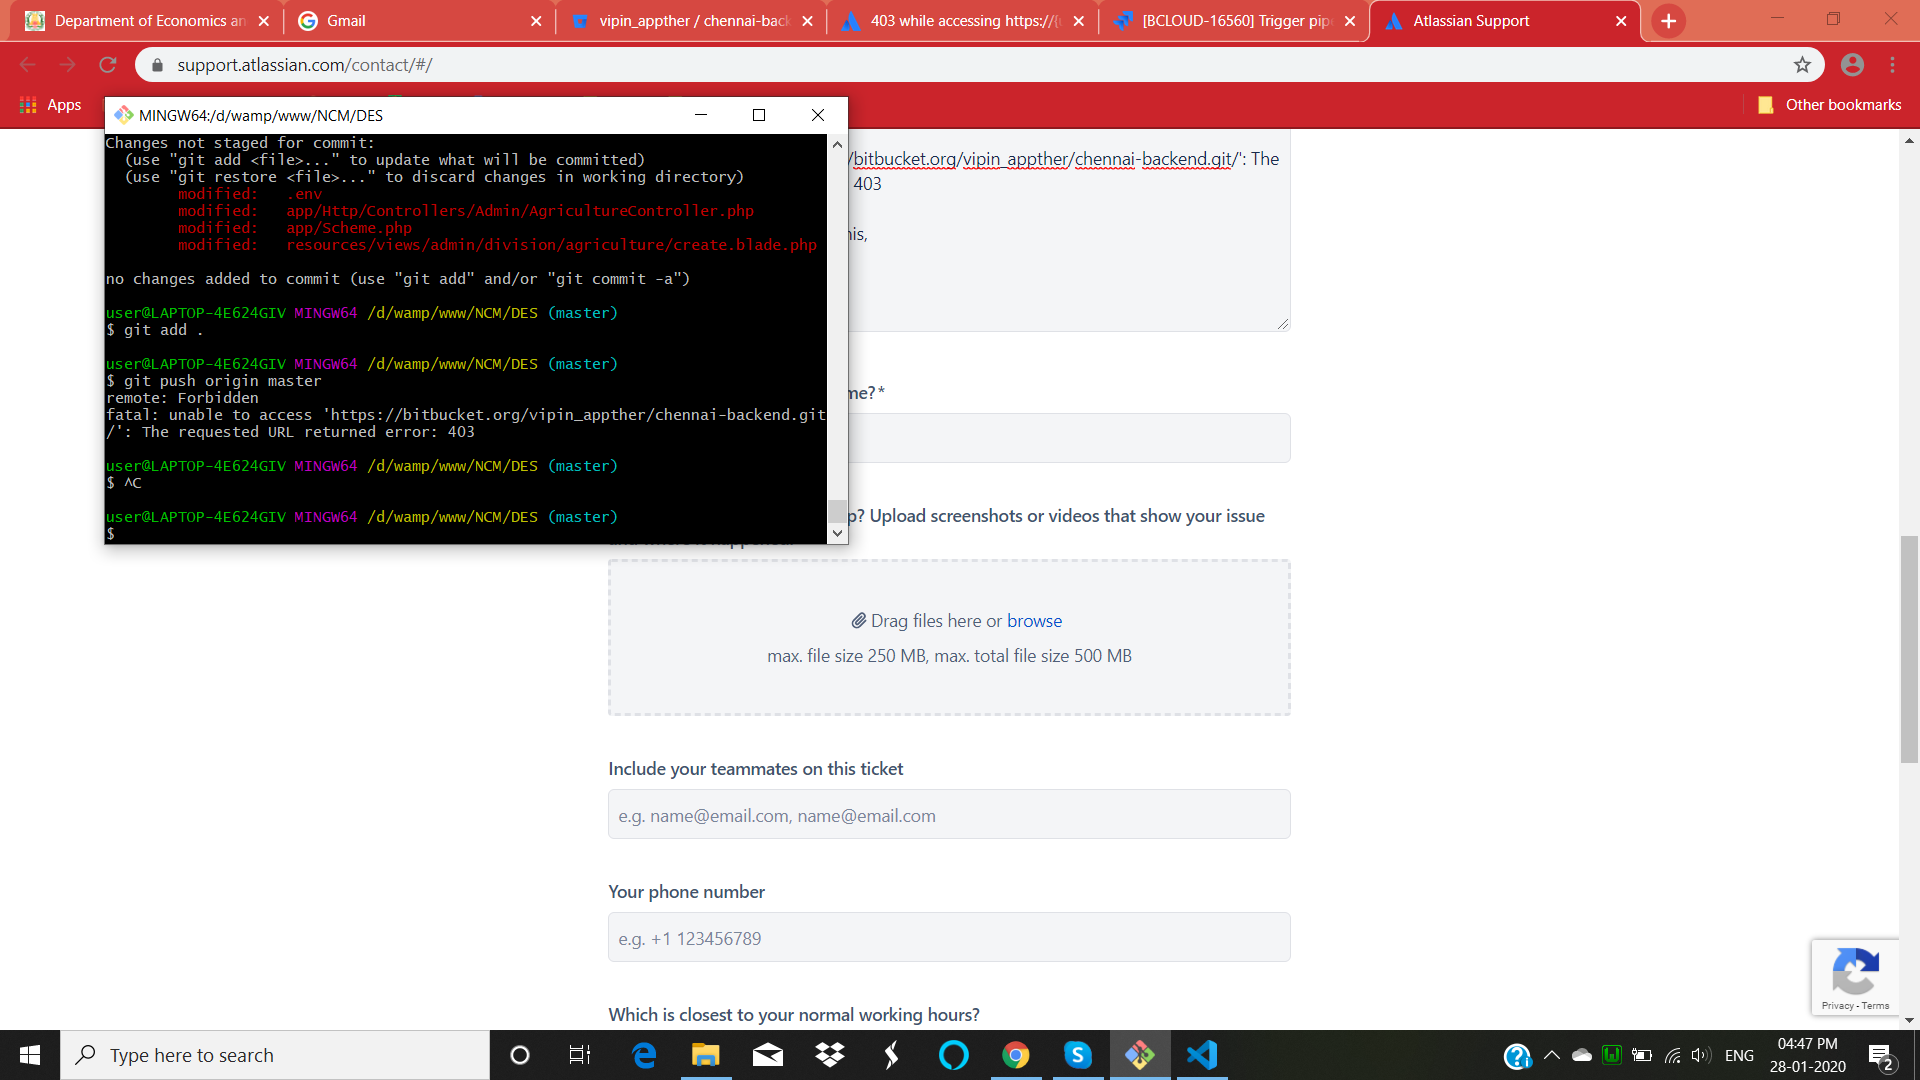 Department of Economics an
Gmail
vipin_appther / chennai-back
403 while accessing https://
[BCLOUD-16560] Trigger pip
Atlassian Support
support.atlassian.com/contact/#/
Apps
Other bookmarks
MINGW64:/d/wamp/www/NCM/DES
Changes not staged for commit:
(use "git add <file>..." to update what will be committed)
(use "git restore <file>..." to discard changes in working directory)
modified: .env
modified: app/Http/Controllers/Admin/AgricultureController.php
modified: app/Scheme.php
modified: resources/views/admin/division/agriculture/create.blade.php
no changes added to commit (use "git add" and/or "git commit -a")
user@LAPTOP-4E624GIV MINGW64 /d/wamp/www/NCM/DES (master)
$ git add .
user@LAPTOP-4E624GIV MINGW64 /d/wamp/www/NCM/DES (master)
$ git push origin master
remote: Forbidden
fatal: unable to access 'https://bitbucket.org/vipin_appther/chennai-backend.git
/': The requested URL returned error: 403
user@LAPTOP-4E624GIV MINGW64 /d/wamp/www/NCM/DES (master)
$ ^C
user@LAPTOP-4E624GIV MINGW64 /d/wamp/www/NCM/DES (master)
$
/bitbucket.org/vipin_appther/chennai-backend.git/': The
403
his,
me?*
p? Upload screenshots or videos that show your issue
Drag files here or browse
max. file size 250 MB, max. total file size 500 MB
Include your teammates on this ticket
e.g. name@email.com, name@email.com
Your phone number
e.g. +1 123456789
Which is closest to your normal working hours?
Privacy - Terms
Type here to search
ENG
04:47 PM
28-01-2020
2